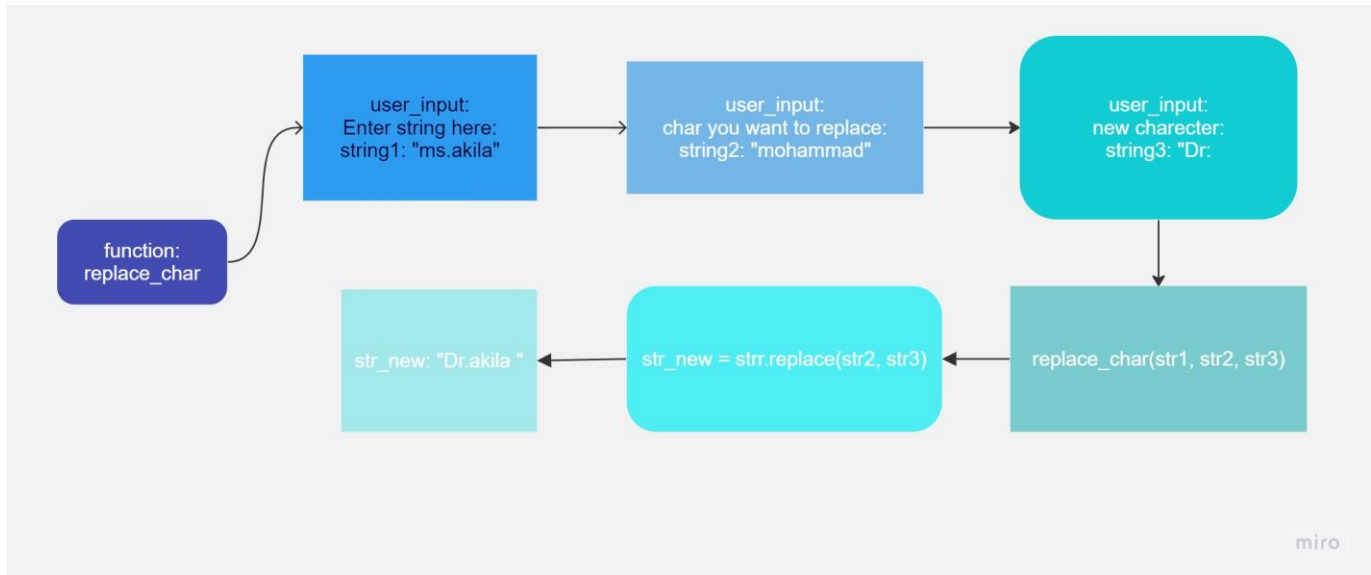 function:
replace_char
user_input:
Enter string here:
string1: "ms.akila"
user_input:
char you want to replace:
string2: "mohammad"
user_input:
new charecter:
string3: "Dr:
replace_char(str1, str2, str3)
str_new = strr.replace(str2, str3)
str_new: "Dr.akila "
miro